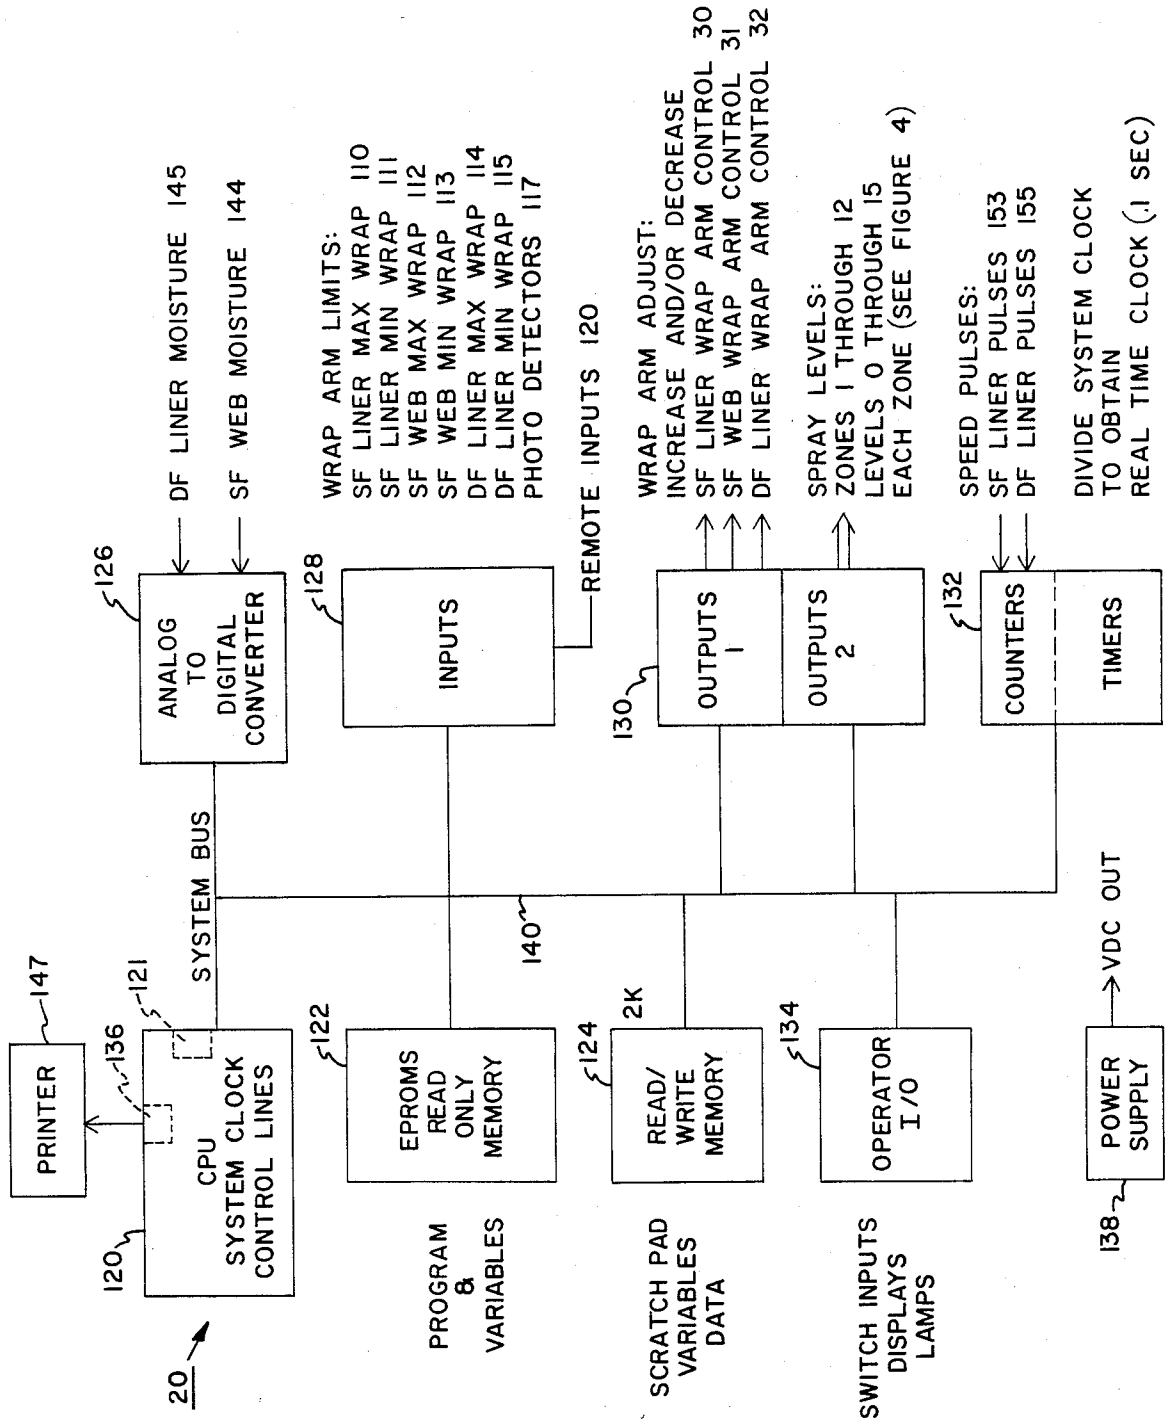 PRINTER
147
136
121
120
CPU
SYSTEM CLOCK
CONTROL LINES
20
SYSTEM BUS
126
ANALOG
TO
DIGITAL
CONVERTER
DF LINER MOISTURE 145
SF WEB MOISTURE 144
PROGRAM
&
VARIABLES
122
EPROMS
READ
ONLY
MEMORY
128
INPUTS
WRAP ARM LIMITS:
SF LINER MAX WRAP 110
SF LINER MIN WRAP 111
SF WEB MAX WRAP 112
SF WEB MIN WRAP 113
DF LINER MAX WRAP 114
DF LINER MIN WRAP 115
PHOTO DETECTORS 117
REMOTE INPUTS 120
140
SCRATCH PAD
VARIABLES
DATA
124
2K
READ/
WRITE
MEMORY
130
OUTPUTS
1
WRAP ARM ADJUST:
INCREASE AND/OR DECREASE
SF LINER WRAP ARM CONTROL 30
SF WEB WRAP ARM CONTROL 31
DF LINER WRAP ARM CONTROL 32
OUTPUTS
2
SPRAY LEVELS:
ZONES 1 THROUGH 12
LEVELS 0 THROUGH 15
EACH ZONE (SEE FIGURE 4)
SWITCH INPUTS
DISPLAYS
LAMPS
134
OPERATOR
I/O
132
COUNTERS
SPEED PULSES:
SF LINER PULSES 153
DF LINER PULSES 155
TIMERS
DIVIDE SYSTEM CLOCK
TO OBTAIN
REAL TIME CLOCK (.1 SEC)
138
POWER
SUPPLY
VDC OUT